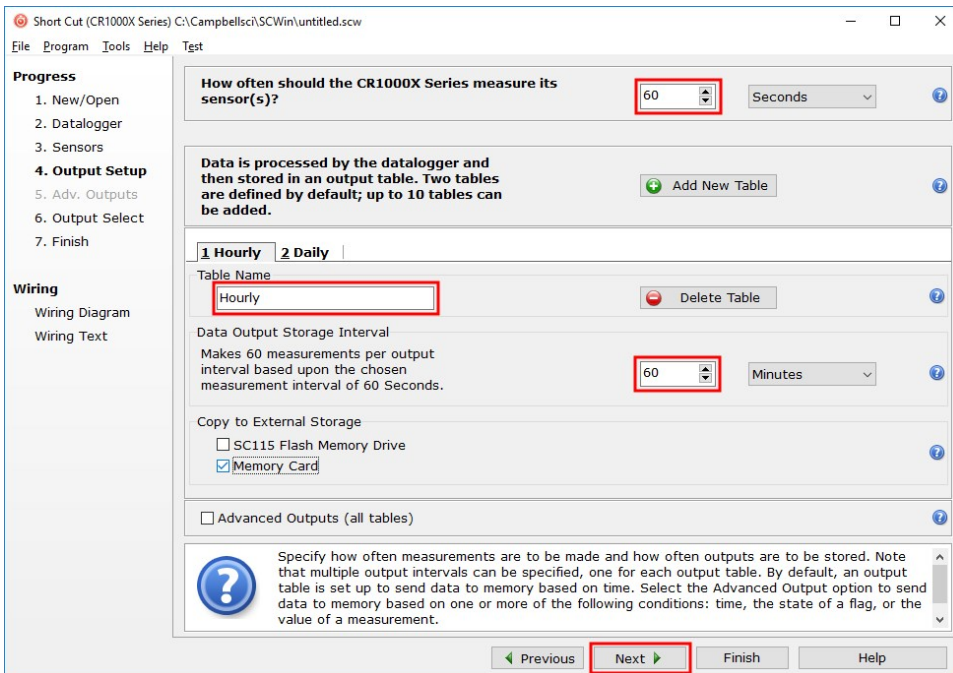 Short Cut (CR1000X Series) C:\Campbellsci\SCWin\untitled.scw
File Program Tools Help Test
Progress
1. New/Open
2. Datalogger
3. Sensors
4. Output Setup
5. Adv. Outputs
6. Output Select
7. Finish
Wiring
Wiring Diagram
Wiring Text
How often should the CR1000X Series measure its
sensor(s)?
60
Seconds
Data is processed by the datalogger and
then stored in an output table. Two tables
are defined by default; up to 10 tables can
be added.
Add New Table
1 Hourly 2 Daily
Table Name
Hourly
Delete Table
Data Output Storage Interval
Makes 60 measurements per output
interval based upon the chosen
measurement interval of 60 Seconds.
60
Minutes
Copy to External Storage
SC115 Flash Memory Drive
Memory Card
Advanced Outputs (all tables)
Specify how often measurements are to be made and how often outputs are to be stored. Note
that multiple output intervals can be specified, one for each output table. By default, an output
table is set up to send data to memory based on time. Select the Advanced Output option to send
data to memory based on one or more of the following conditions: time, the state of a flag, or the
value of a measurement.
Previous
Next
Finish
Help